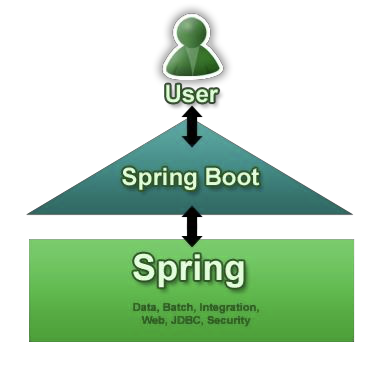 User
Spring Boot
Spring
Data, Batch, Integration,
Web, JDBC, Security